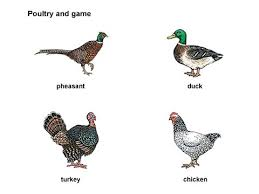 Poultry and game
pheasant
duck
turkey
chicken